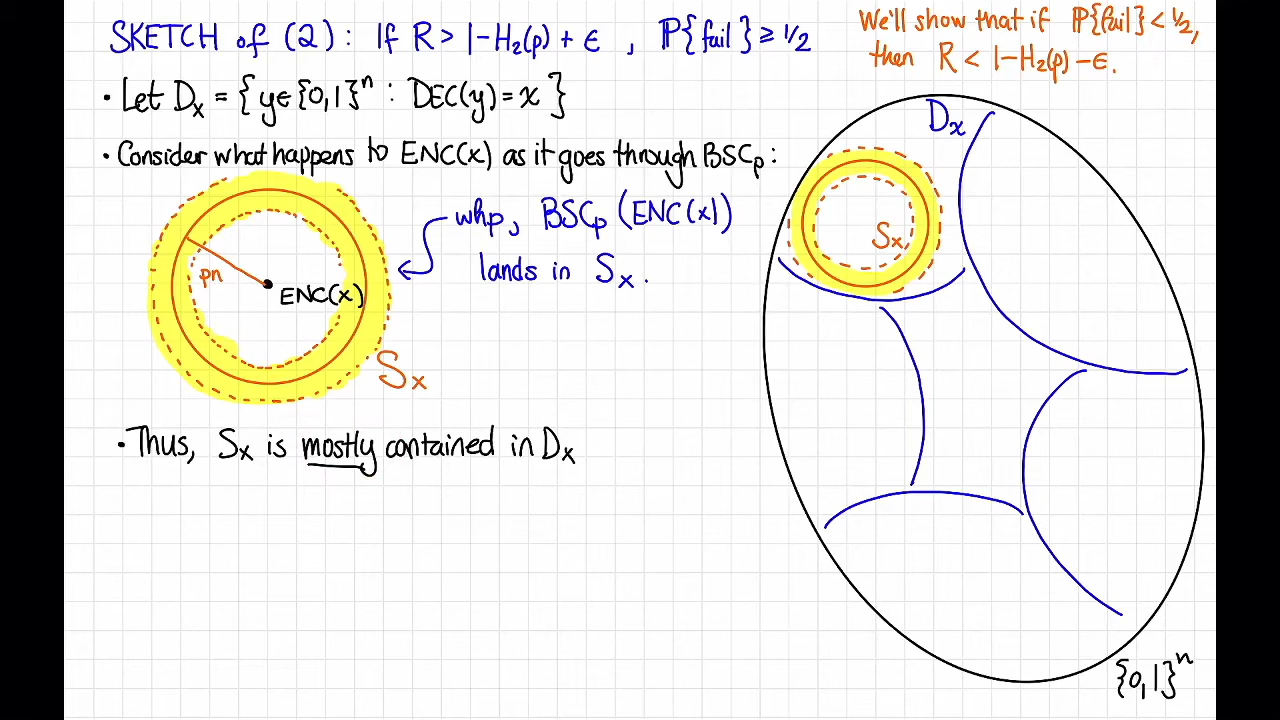 SKETCH of (2): If R > 1-H₂(p) + ϵ, ℙ{fail} ≥ 1/2
We'll show that if ℙ{fail} < 1/2,
then R < 1-H₂(p) - ϵ.
• Let Dₓ = { y∈{0,1}ⁿ : DEC(y) = x }
• Consider what happens to ENC(x) as it goes through BSCₚ:
whp, BSCₚ(ENC(x))
lands in Sₓ.
pn
ENC(x)
Sₓ
Dₓ
Sₓ
• Thus, Sₓ is mostly contained in Dₓ
{0,1}ⁿ